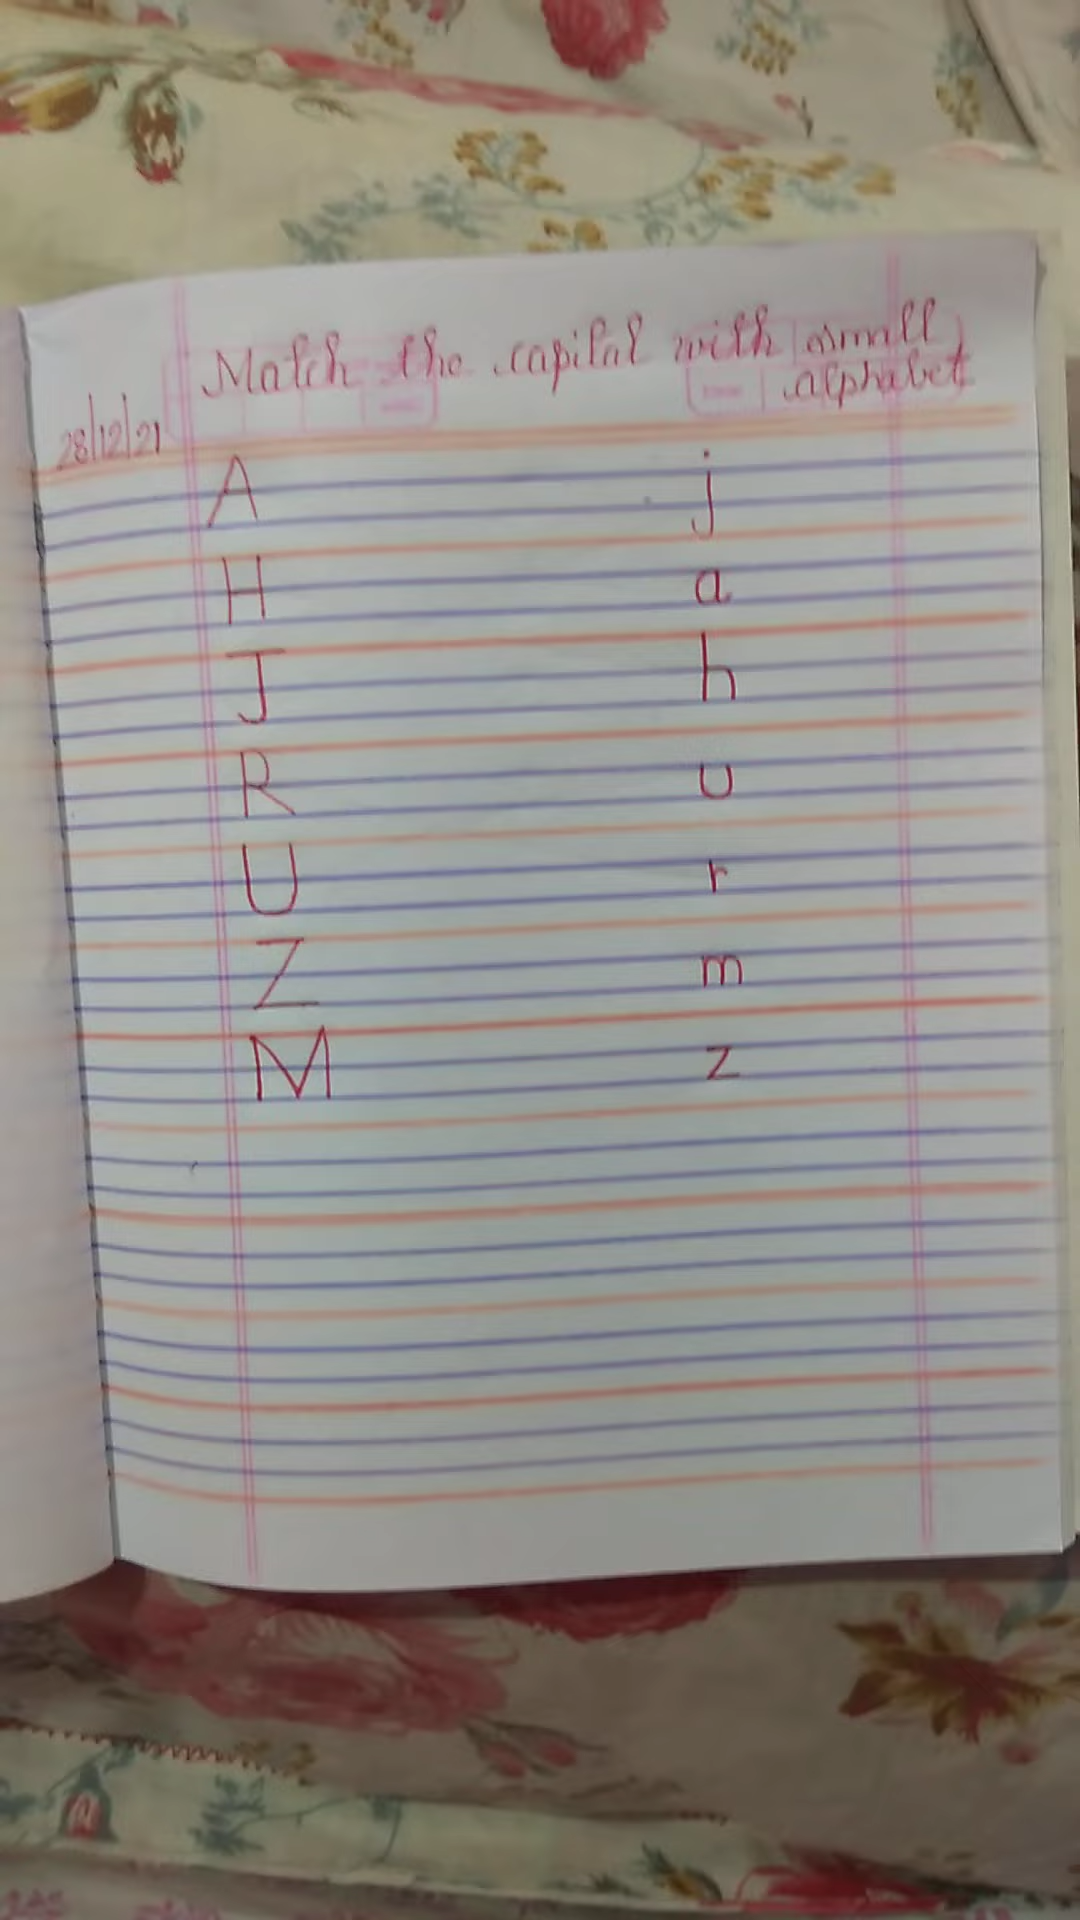 Match the capital with small
alphabet
28/12/21
A j
H a
J h
R u
U r
Z m
M z